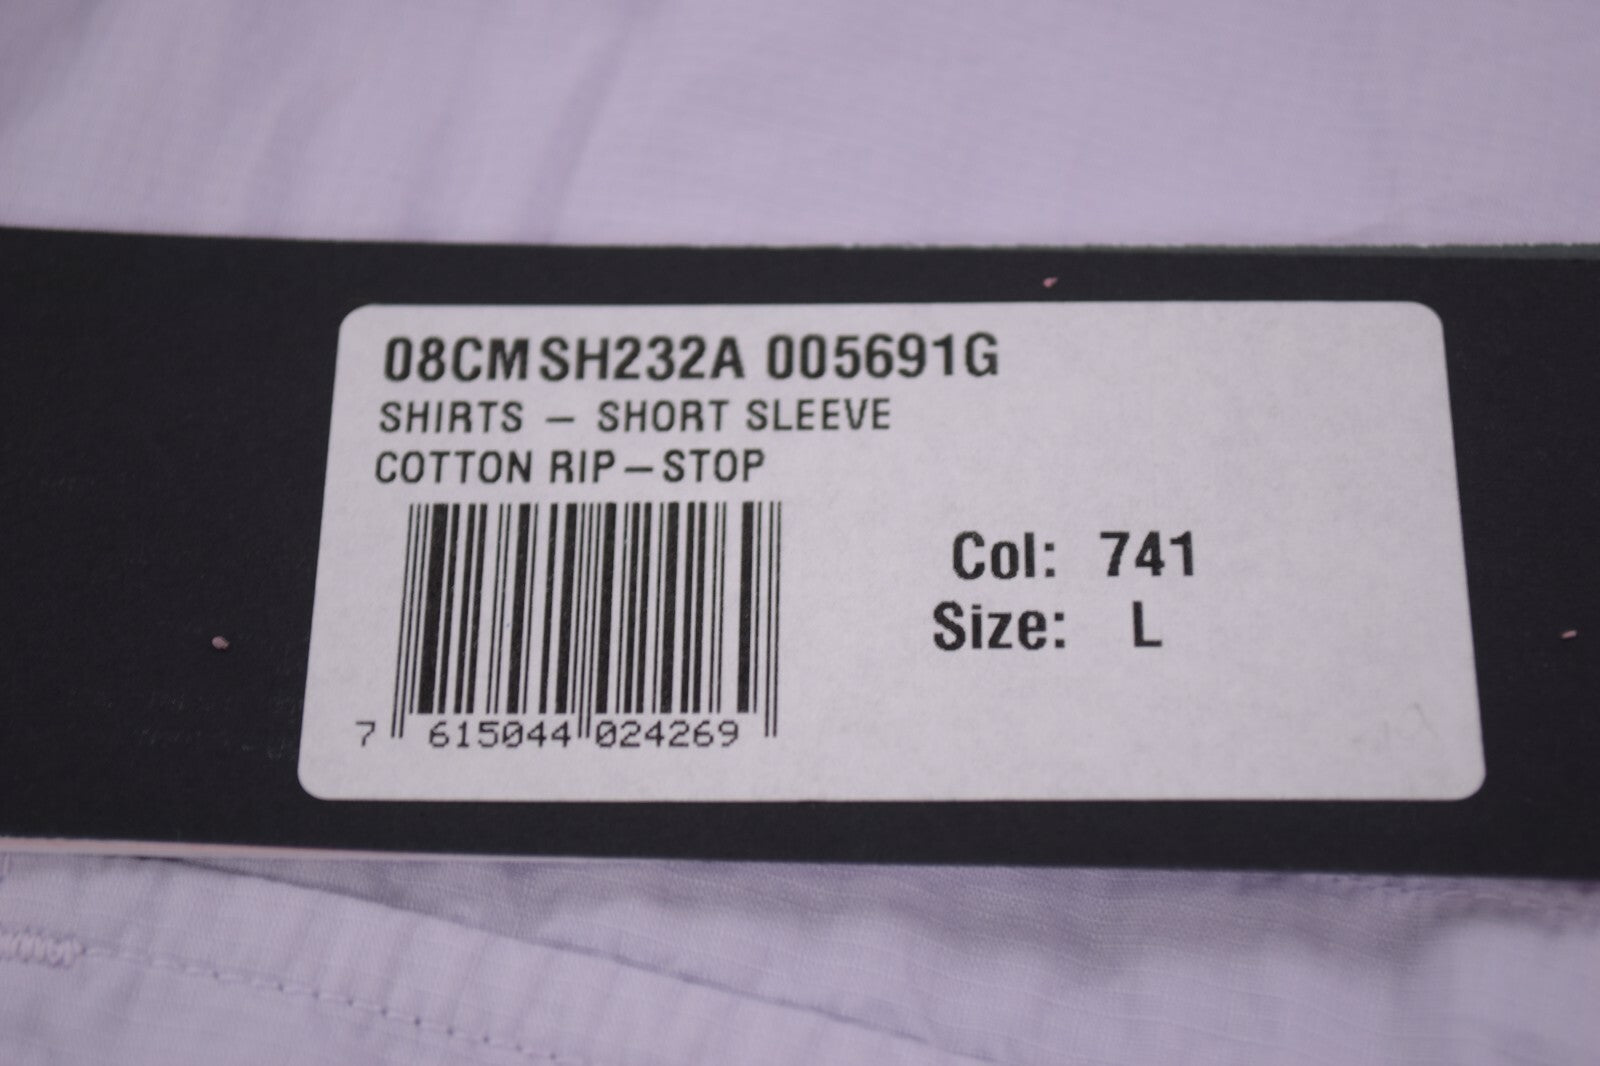 08CMSH232A 005691G
SHIRTS – SHORT SLEEVE
COTTON RIP–STOP
Col: 741
Size: L
7 615044 024269